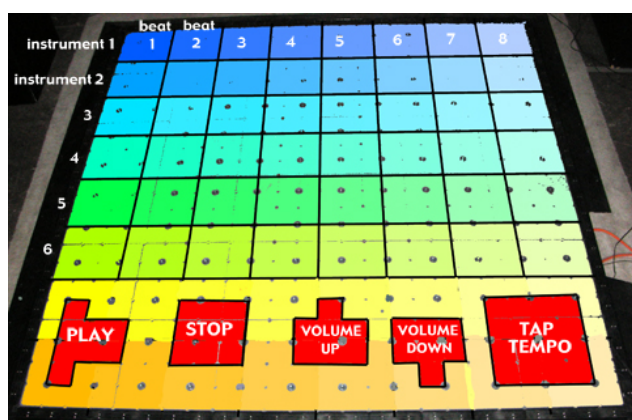 beat beat
instrument 1 1 2 3 4 5 6 7 8
instrument 2
3
4
5
6
PLAY
STOP
VOLUME
UP
VOLUME
DOWN
TAP
TEMPO